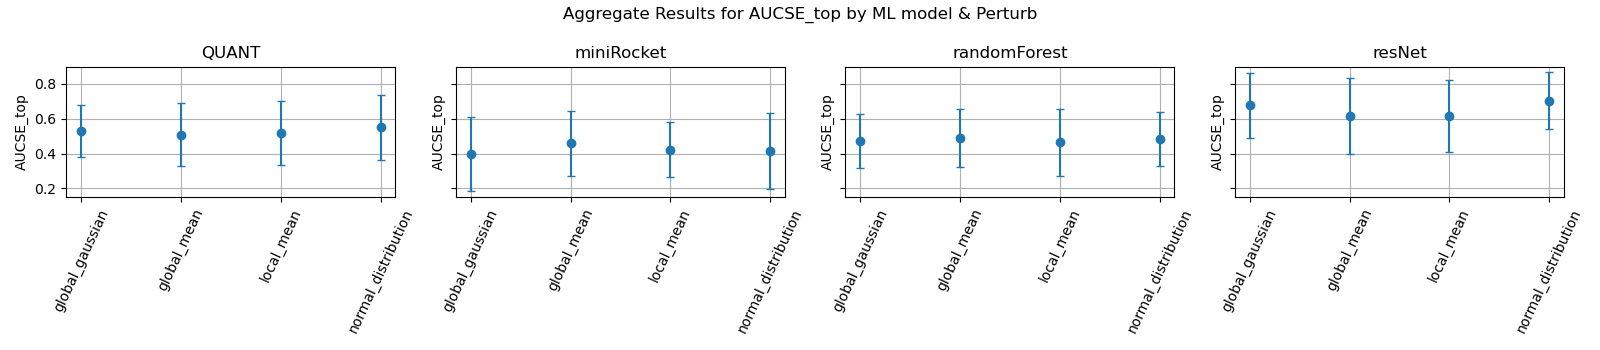 Aggregate Results for AUCSE_top by ML model & Perturb
QUANT
AUCSE_top
0.8
0.6
0.4
0.2
global_gaussian
global_mean
local_mean
normal_distribution
miniRocket
AUCSE_top
global_gaussian
global_mean
local_mean
normal_distribution
randomForest
AUCSE_top
global_gaussian
global_mean
local_mean
normal_distribution
resNet
AUCSE_top
global_gaussian
global_mean
local_mean
normal_distribution